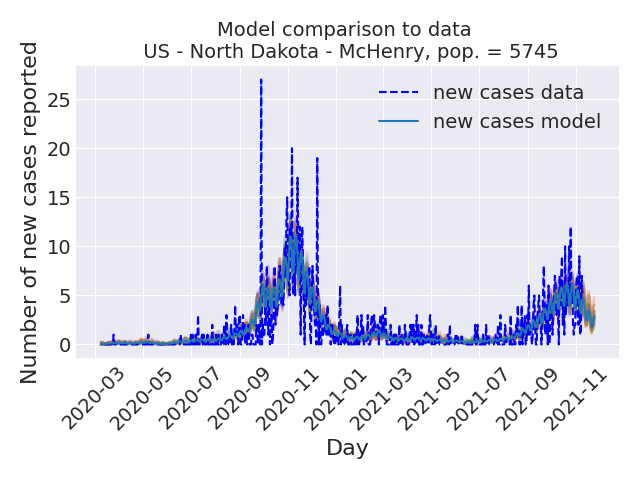 Model comparison to data
US - North Dakota - McHenry, pop. = 5745
new cases data
new cases model
Number of new cases reported
25
20
15
10
5
0
2020-03
2020-05
2020-07
2020-09
2020-11
2021-01
2021-03
2021-05
2021-07
2021-09
2021-11
Day